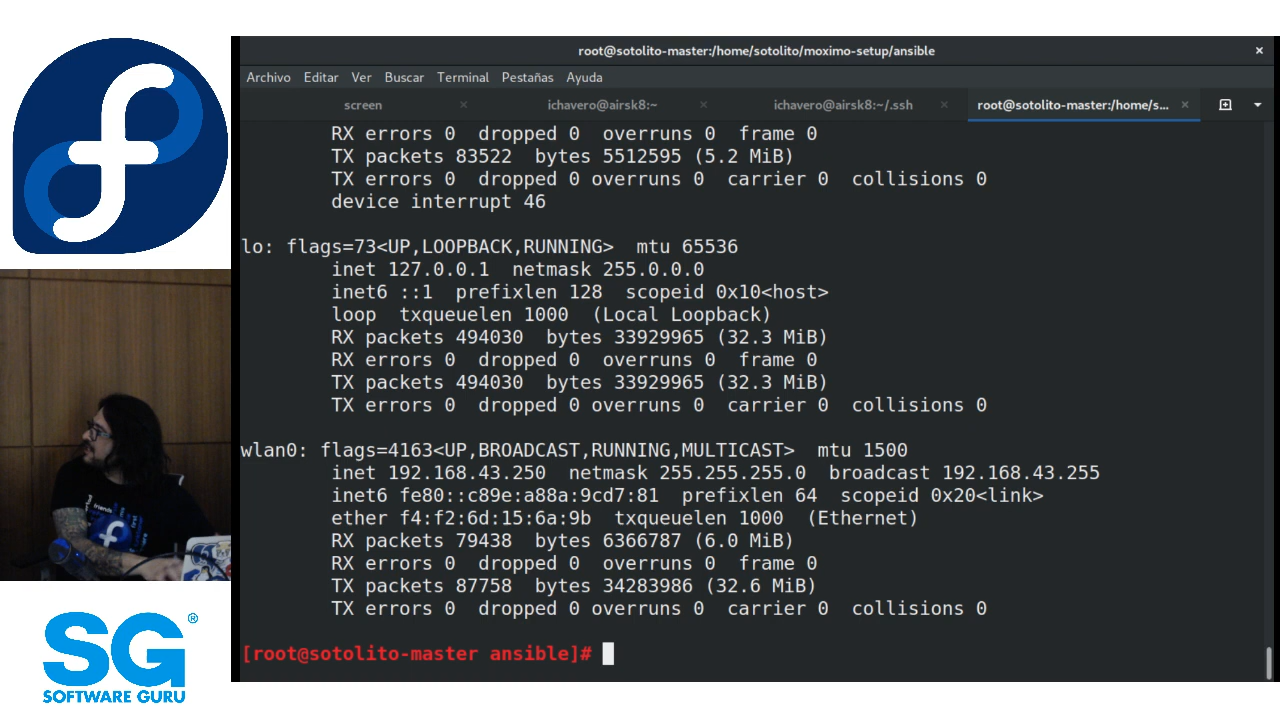 root@sotolito-master:/home/sotolito/moximo-setup/ansible
Archivo Editar Ver Buscar Terminal Pestañas Ayuda
screen ichavero@airsk8:~ ichavero@airsk8:~/.ssh root@sotolito-master:/home/s...
RX errors 0 dropped 0 overruns 0 frame 0
TX packets 83522 bytes 5512595 (5.2 MiB)
TX errors 0 dropped 0 overruns 0 carrier 0 collisions 0
device interrupt 46
lo: flags=73<UP,LOOPBACK,RUNNING> mtu 65536
inet 127.0.0.1 netmask 255.0.0.0
inet6 ::1 prefixlen 128 scopeid 0x10<host>
loop txqueuelen 1000 (Local Loopback)
RX packets 494030 bytes 33929965 (32.3 MiB)
RX errors 0 dropped 0 overruns 0 frame 0
TX packets 494030 bytes 33929965 (32.3 MiB)
TX errors 0 dropped 0 overruns 0 carrier 0 collisions 0
wlan0: flags=4163<UP,BROADCAST,RUNNING,MULTICAST> mtu 1500
inet 192.168.43.250 netmask 255.255.255.0 broadcast 192.168.43.255
inet6 fe80::c89e:a88a:9cd7:81 prefixlen 64 scopeid 0x20<link>
ether f4:f2:6d:15:6a:9b txqueuelen 1000 (Ethernet)
RX packets 79438 bytes 6366787 (6.0 MiB)
RX errors 0 dropped 0 overruns 0 frame 0
TX packets 87758 bytes 34283986 (32.6 MiB)
TX errors 0 dropped 0 overruns 0 carrier 0 collisions 0
[root@sotolito-master ansible]#
friends
SG®
SOFTWARE GURU